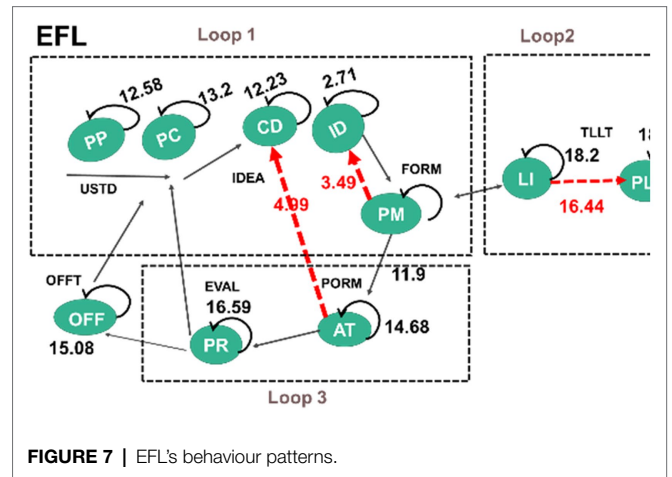 EFL
Loop 1
Loop2
12.58
13.2
12.23
2.71
PP
PC
CD
ID
TLLT
18.2
USTD
IDEA
3.49
FORM
LI
4.99
PM
16.44
OFFT
EVAL
PORM
11.9
16.59
OFF
PR
AT
14.68
15.08
Loop 3
FIGURE 7 | EFL's behaviour patterns.